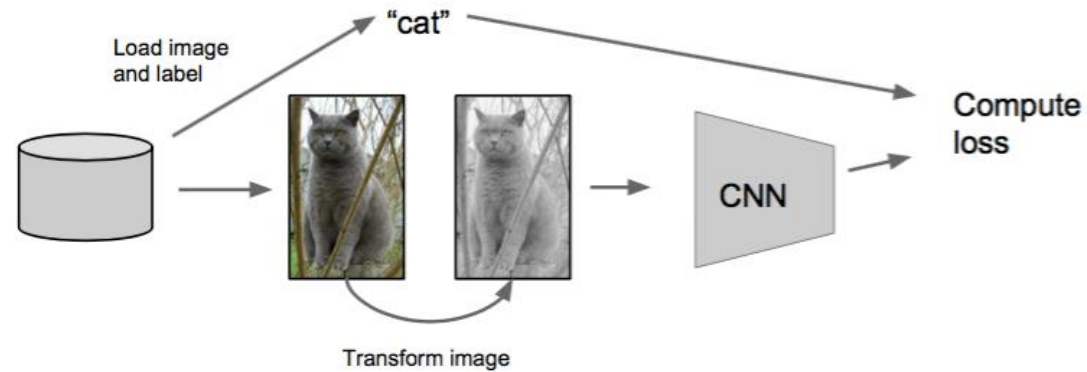 “cat”
Load image
and label
Compute
loss
CNN
Transform image